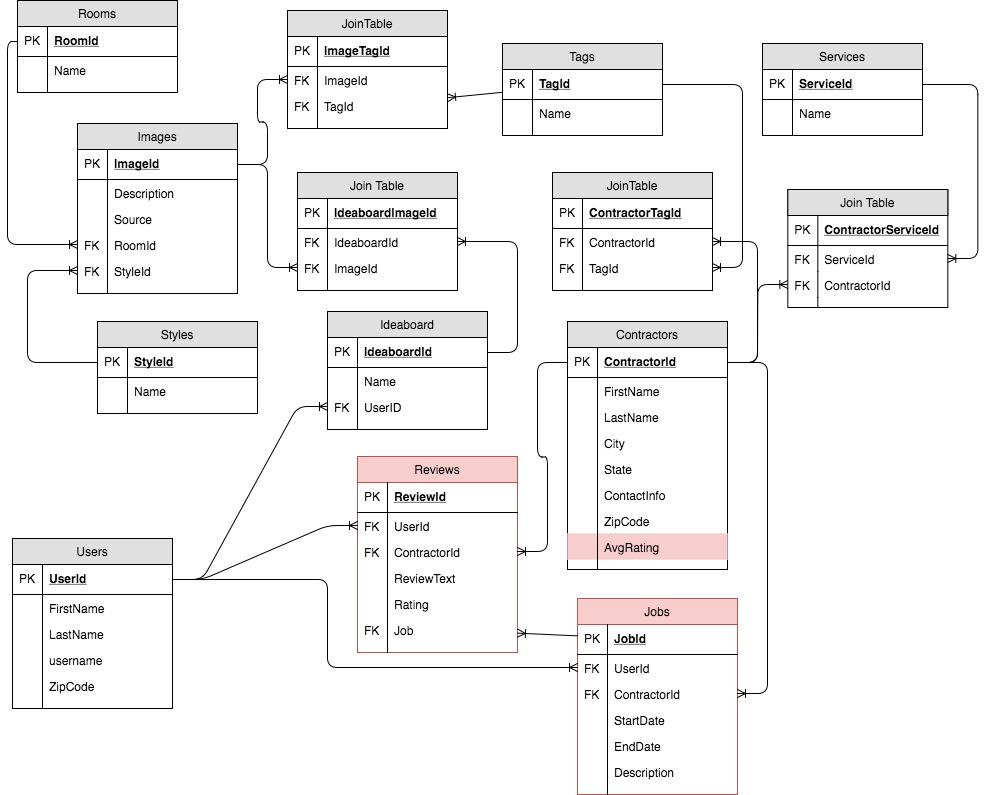 Rooms
PK RoomId
Name
JoinTable
PK ImageTagId
FK ImageId
FK TagId
Tags
PK TagId
Name
Services
PK ServiceId
Name
Images
PK ImageId
Description
Source
FK RoomId
FK StyleId
Join Table
PK IdeaboardImageId
FK IdeaboardId
FK ImageId
JoinTable
PK ContractorTagId
FK ContractorId
FK TagId
Join Table
PK ContractorServiceId
FK ServiceId
FK ContractorId
Styles
PK StyleId
Name
Ideaboard
PK IdeaboardId
Name
FK UserID
Contractors
PK ContractorId
FirstName
LastName
City
State
ContactInfo
ZipCode
AvgRating
Reviews
PK ReviewId
FK UserId
FK ContractorId
ReviewText
Rating
FK Job
Users
PK UserId
FirstName
LastName
username
ZipCode
Jobs
PK JobId
FK UserId
FK ContractorId
StartDate
EndDate
Description